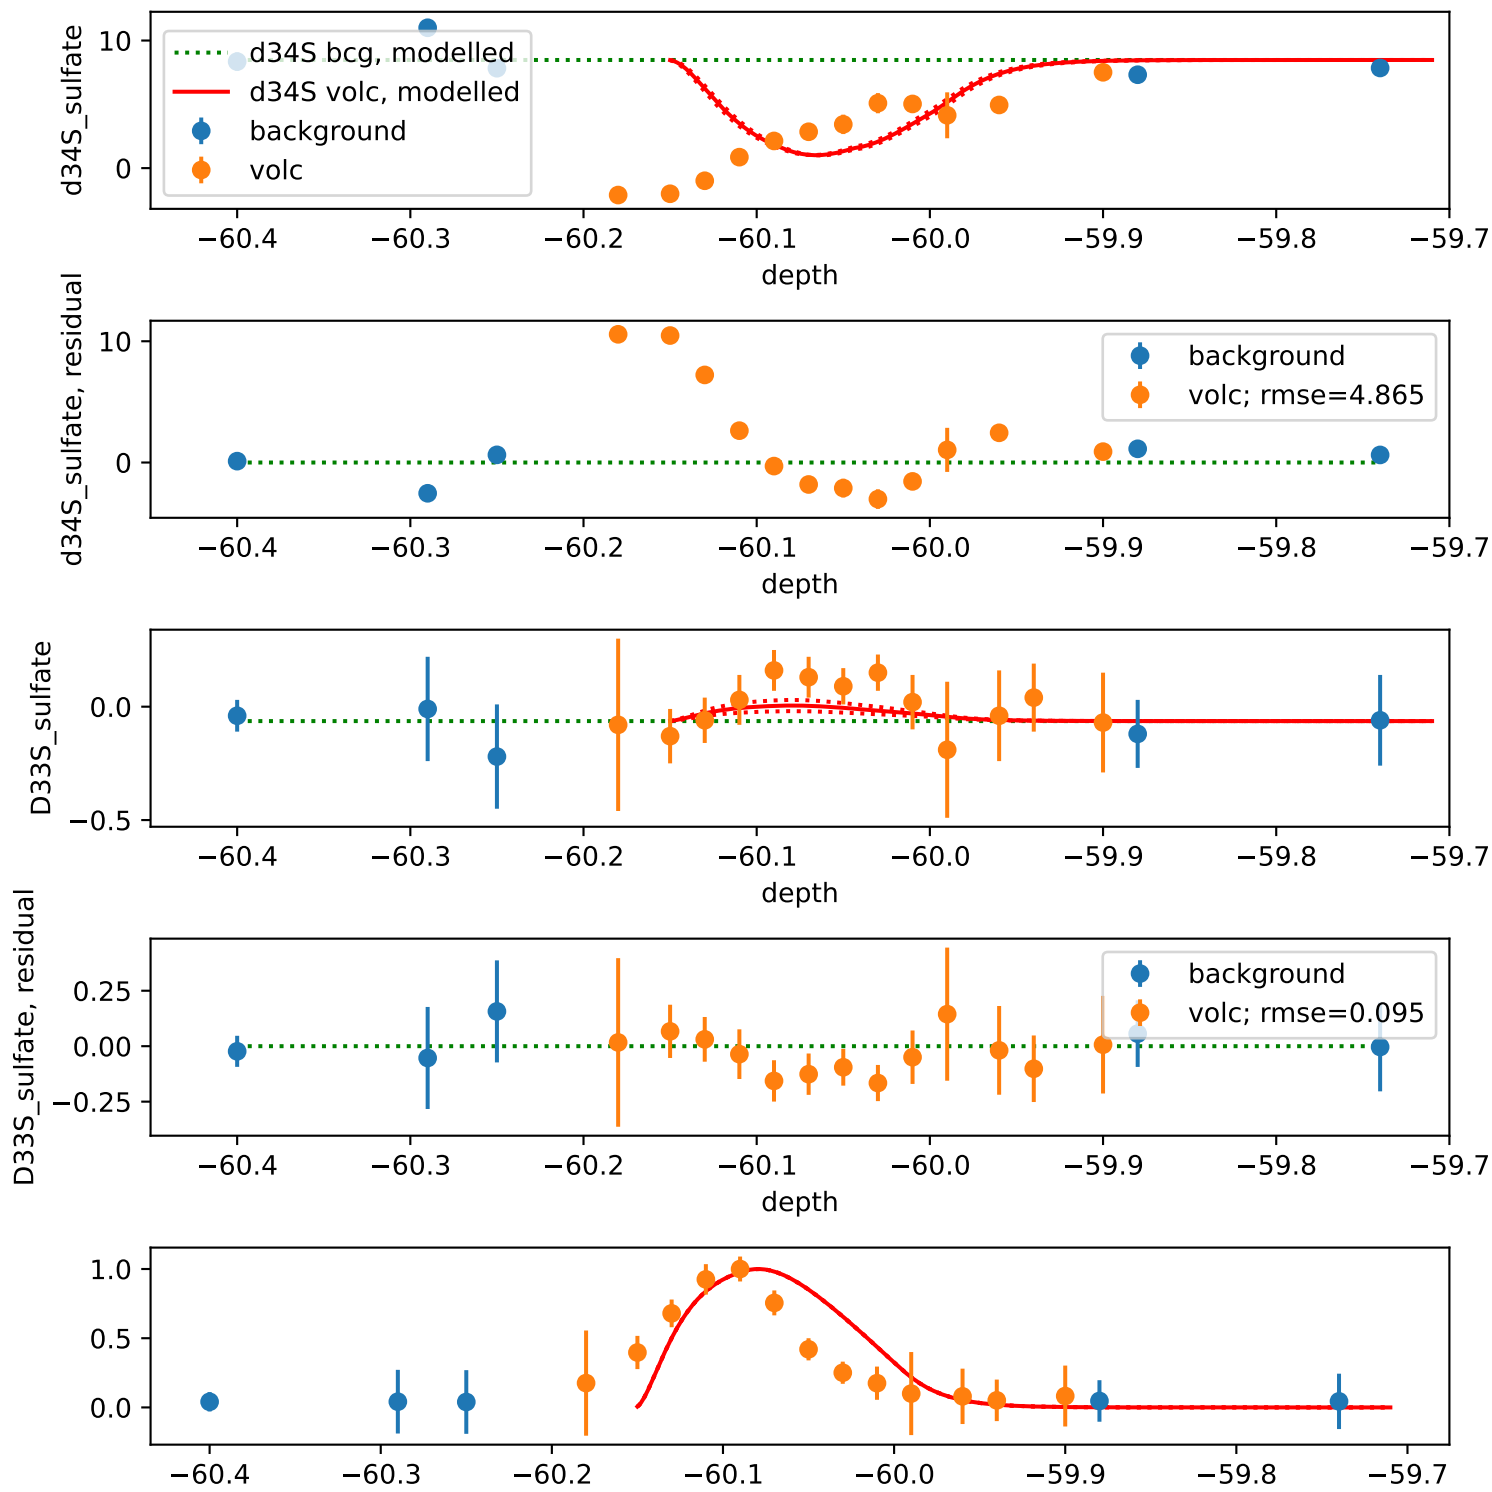 d34S_sulfate
10
0
d34S bcg, modelled
d34S volc, modelled
background
volc
−60.4 −60.3 −60.2 −60.1 −60.0 −59.9 −59.8 −59.7
depth
d34S_sulfate, residual
10
0
background
volc; rmse=4.865
−60.4 −60.3 −60.2 −60.1 −60.0 −59.9 −59.8 −59.7
depth
D33S_sulfate
0.0
−0.5
−60.4 −60.3 −60.2 −60.1 −60.0 −59.9 −59.8 −59.7
depth
D33S_sulfate, residual
0.25
0.00
−0.25
background
volc; rmse=0.095
−60.4 −60.3 −60.2 −60.1 −60.0 −59.9 −59.8 −59.7
depth
1.0
0.5
0.0
−60.4 −60.3 −60.2 −60.1 −60.0 −59.9 −59.8 −59.7